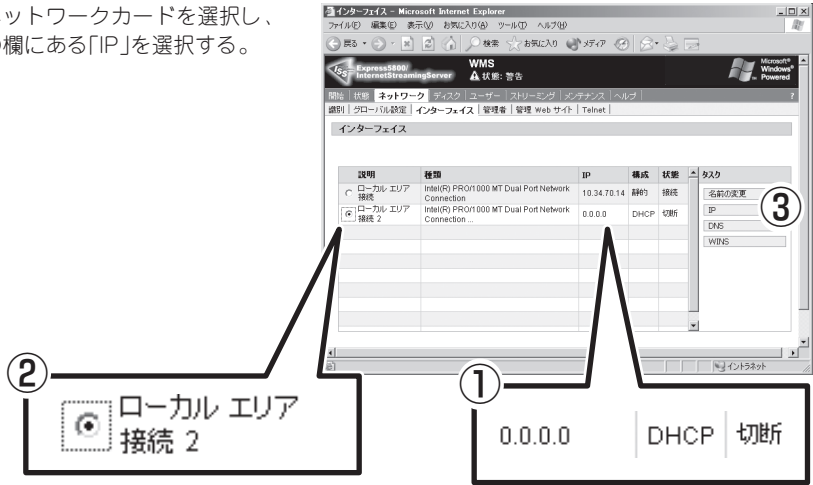 ネットワークカードを選択し、
欄にある「IP」を選択する。
インターフェイス - Microsoft Internet Explorer
ファイル(F) 編集(E) 表示(V) お気に入り(A) ツール(T) ヘルプ(H)
戻る 検索 お気に入り メディア
Express5800/
InternetStreamingServer
WMS
状態: 警告
Microsoft®
Windows®
Powered
開始 状態 ネットワーク ディスク ユーザー ストリーミング メンテナンス ヘルプ ?
識別 グローバル設定 インターフェイス 管理者 管理 Web サイト Telnet
インターフェイス
説明 種類 IP 構成 状態 タスク
ローカル エリア 接続 Intel(R) PRO/1000 MT Dual Port Network Connection 10.34.70.14 静的 接続
ローカル エリア 接続 2 Intel(R) PRO/1000 MT Dual Port Network Connection ... 0.0.0.0 DHCP 切断
名前の変更
IP
DNS
WINS
③
イントラネット
②
ローカル エリア
接続 2
①
0.0.0.0 DHCP 切断